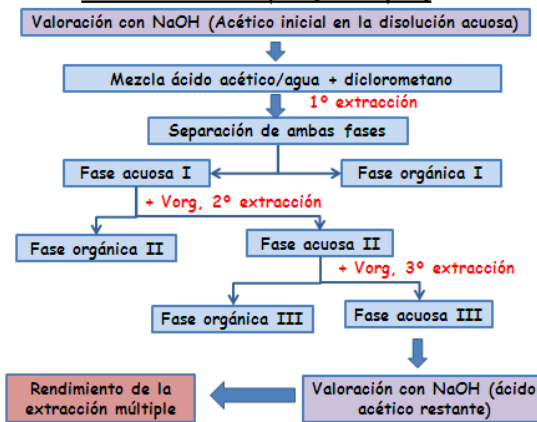 Valoración con NaOH (Acético inicial en la disolución acuosa)
Mezcla ácido acético/agua + diclorometano
1º extracción
Separación de ambas fases
Fase acuosa I
Fase orgánica I
+ Vorg, 2º extracción
Fase orgánica II
Fase acuosa II
+ Vorg, 3º extracción
Fase orgánica III
Fase acuosa III
Rendimiento de la
extracción múltiple
Valoración con NaOH (ácido
acético restante)